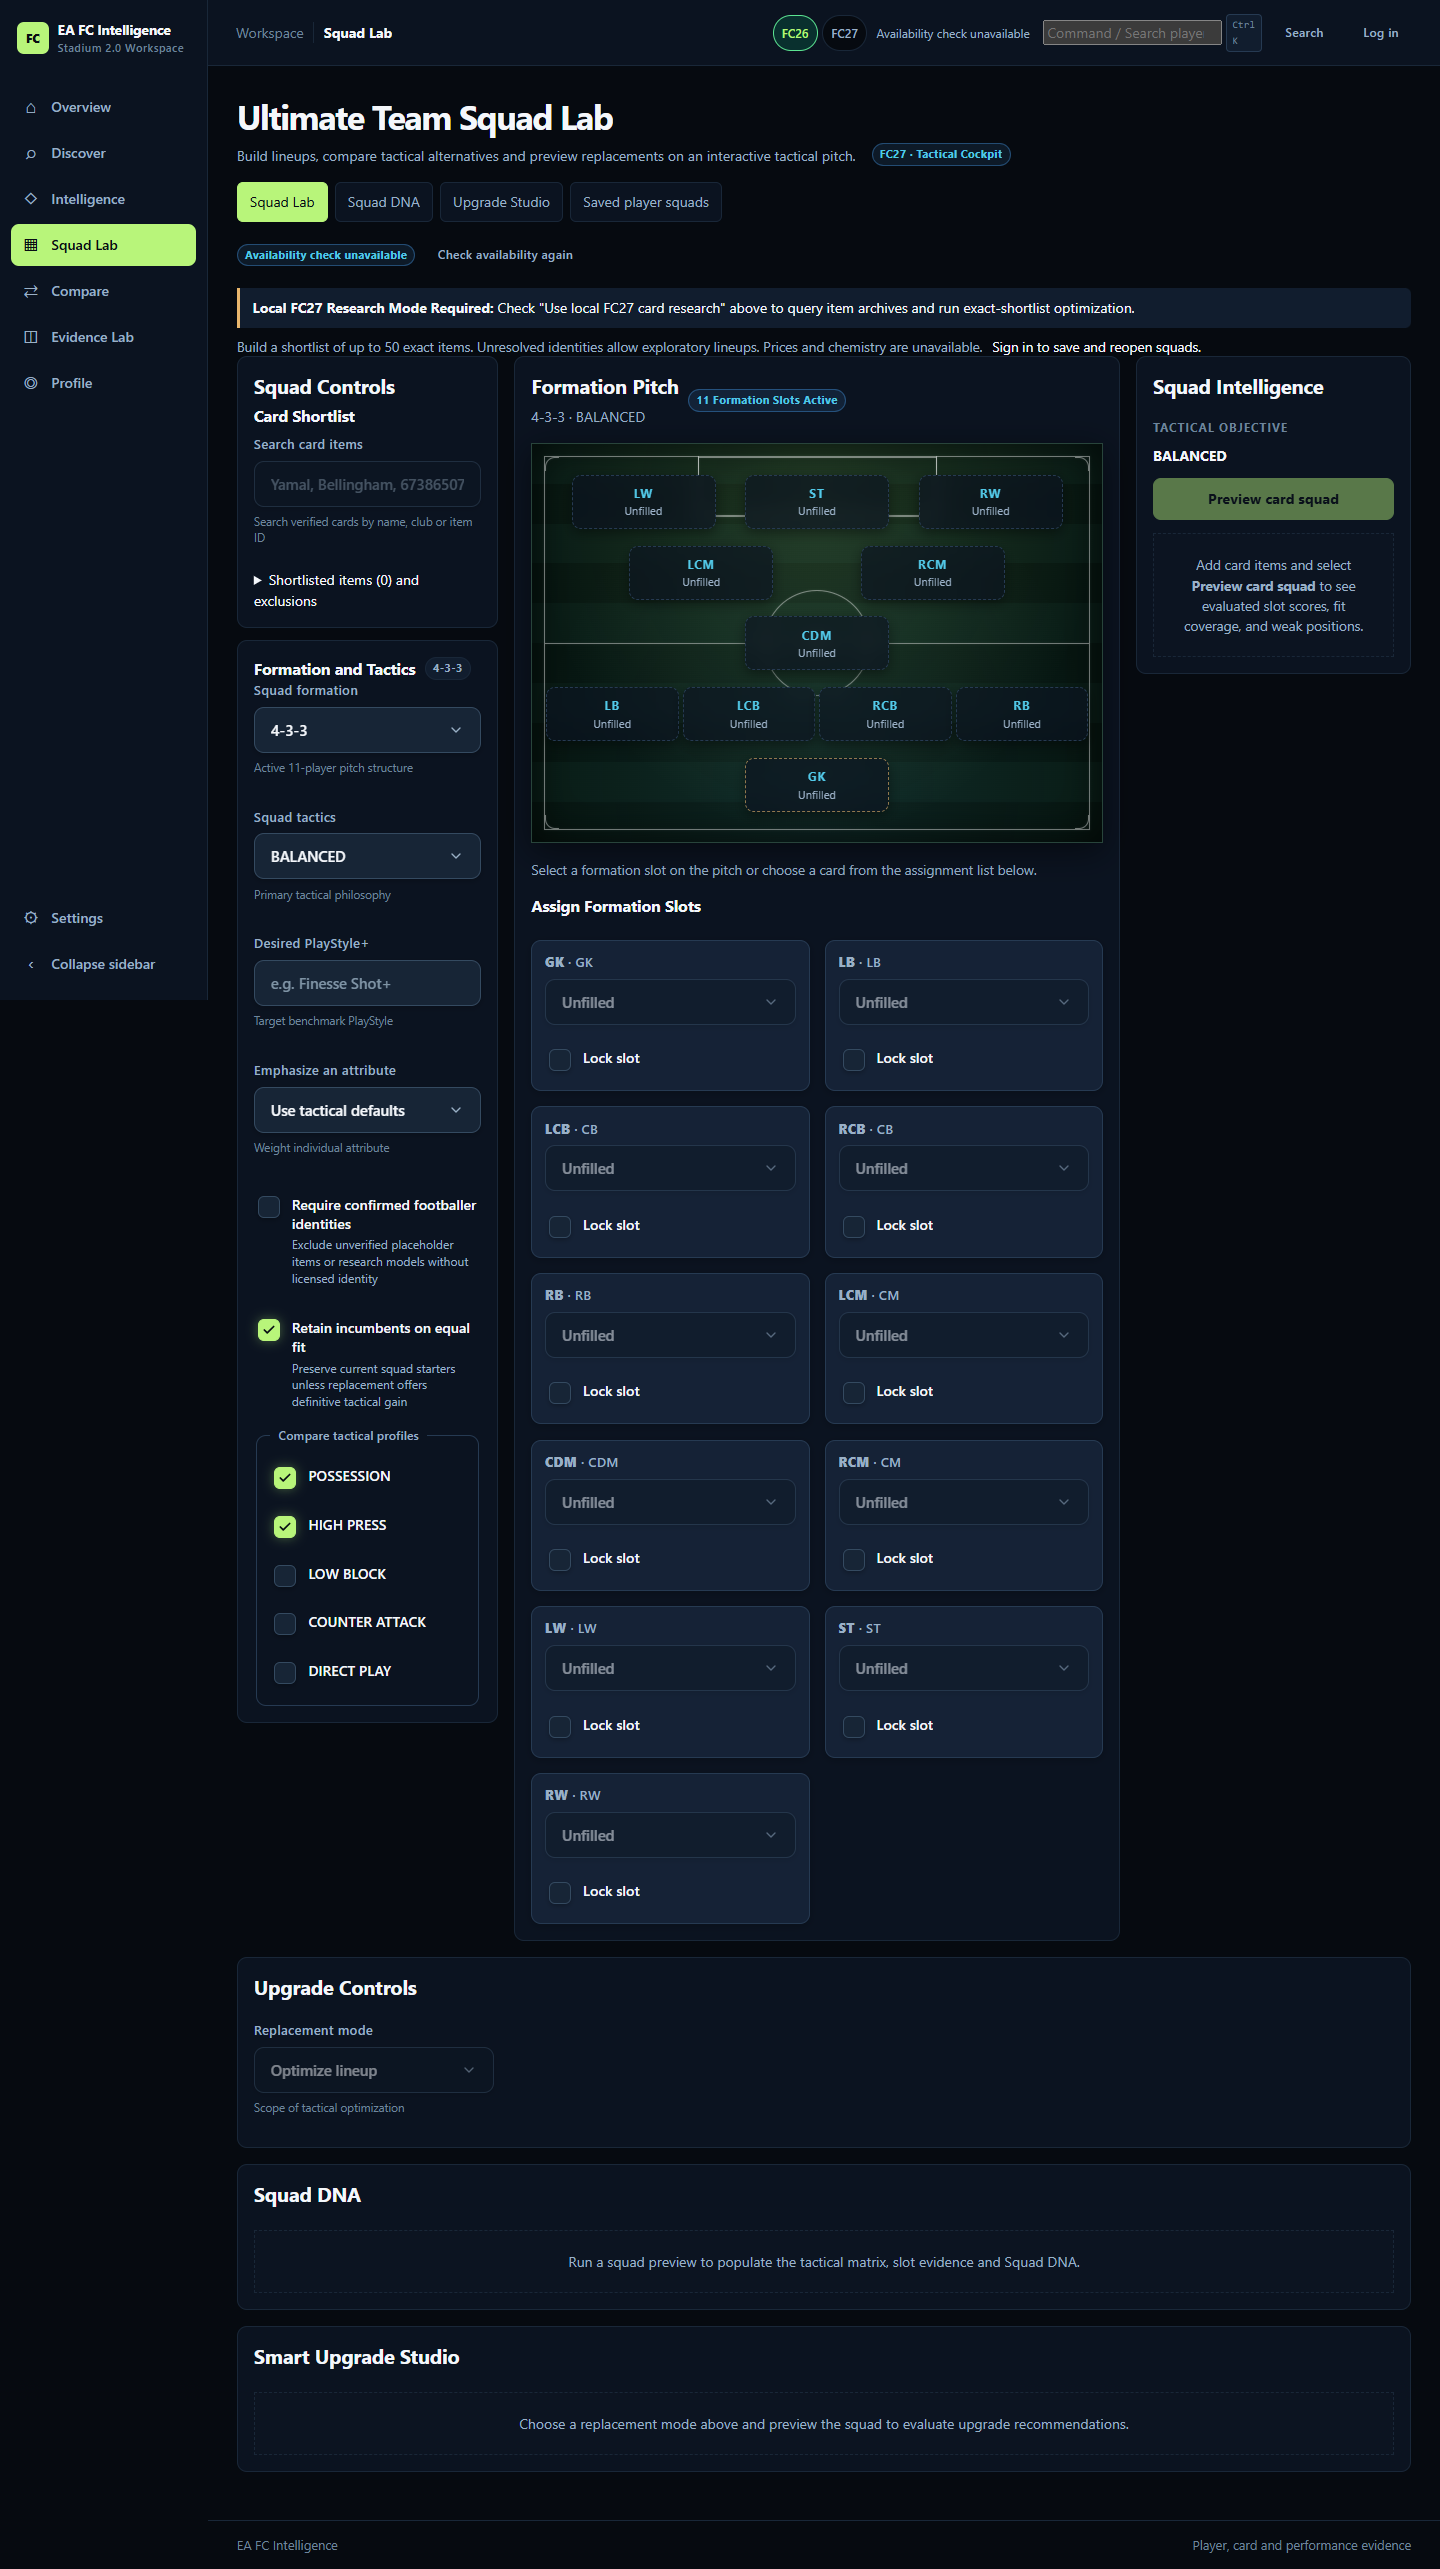 FC
EA FC Intelligence
Stadium 2.0 Workspace
Overview
Discover
Intelligence
Squad Lab
Compare
Evidence Lab
Profile
Settings
Collapse sidebar
Workspace
Squad Lab
FC26
FC27
Availability check unavailable
Command / Search playe
Ctrl
K
Search
Log in
Ultimate Team Squad Lab
Build lineups, compare tactical alternatives and preview replacements on an interactive tactical pitch.
FC27 · Tactical Cockpit
Squad Lab
Squad DNA
Upgrade Studio
Saved player squads
Availability check unavailable
Check availability again
Local FC27 Research Mode Required: Check "Use local FC27 card research" above to query item archives and run exact-shortlist optimization.
Build a shortlist of up to 50 exact items. Unresolved identities allow exploratory lineups. Prices and chemistry are unavailable. Sign in to save and reopen squads.
Squad Controls
Card Shortlist
Search card items
Yamal, Bellingham, 67386507
Search verified cards by name, club or item
ID
Shortlisted items (0) and
exclusions
Formation and Tactics
4-3-3
Squad formation
4-3-3
Active 11-player pitch structure
Squad tactics
BALANCED
Primary tactical philosophy
Desired PlayStyle+
e.g. Finesse Shot+
Target benchmark PlayStyle
Emphasize an attribute
Use tactical defaults
Weight individual attribute
Require confirmed footballer
identities
Exclude unverified placeholder
items or research models without
licensed identity
Retain incumbents on equal
fit
Preserve current squad starters
unless replacement offers
definitive tactical gain
Compare tactical profiles
POSSESSION
HIGH PRESS
LOW BLOCK
COUNTER ATTACK
DIRECT PLAY
Formation Pitch
4-3-3 · BALANCED
11 Formation Slots Active
LW
Unfilled
ST
Unfilled
RW
Unfilled
LCM
Unfilled
RCM
Unfilled
CDM
Unfilled
LB
Unfilled
LCB
Unfilled
RCB
Unfilled
RB
Unfilled
GK
Unfilled
Select a formation slot on the pitch or choose a card from the assignment list below.
Assign Formation Slots
GK · GK
Unfilled
Lock slot
LB · LB
Unfilled
Lock slot
LCB · CB
Unfilled
Lock slot
RCB · CB
Unfilled
Lock slot
RB · RB
Unfilled
Lock slot
LCM · CM
Unfilled
Lock slot
CDM · CDM
Unfilled
Lock slot
RCM · CM
Unfilled
Lock slot
LW · LW
Unfilled
Lock slot
ST · ST
Unfilled
Lock slot
RW · RW
Unfilled
Lock slot
Squad Intelligence
TACTICAL OBJECTIVE
BALANCED
Preview card squad
Add card items and select
Preview card squad to see
evaluated slot scores, fit
coverage, and weak positions.
Upgrade Controls
Replacement mode
Optimize lineup
Scope of tactical optimization
Squad DNA
Run a squad preview to populate the tactical matrix, slot evidence and Squad DNA.
Smart Upgrade Studio
Choose a replacement mode above and preview the squad to evaluate upgrade recommendations.
EA FC Intelligence
Player, card and performance evidence